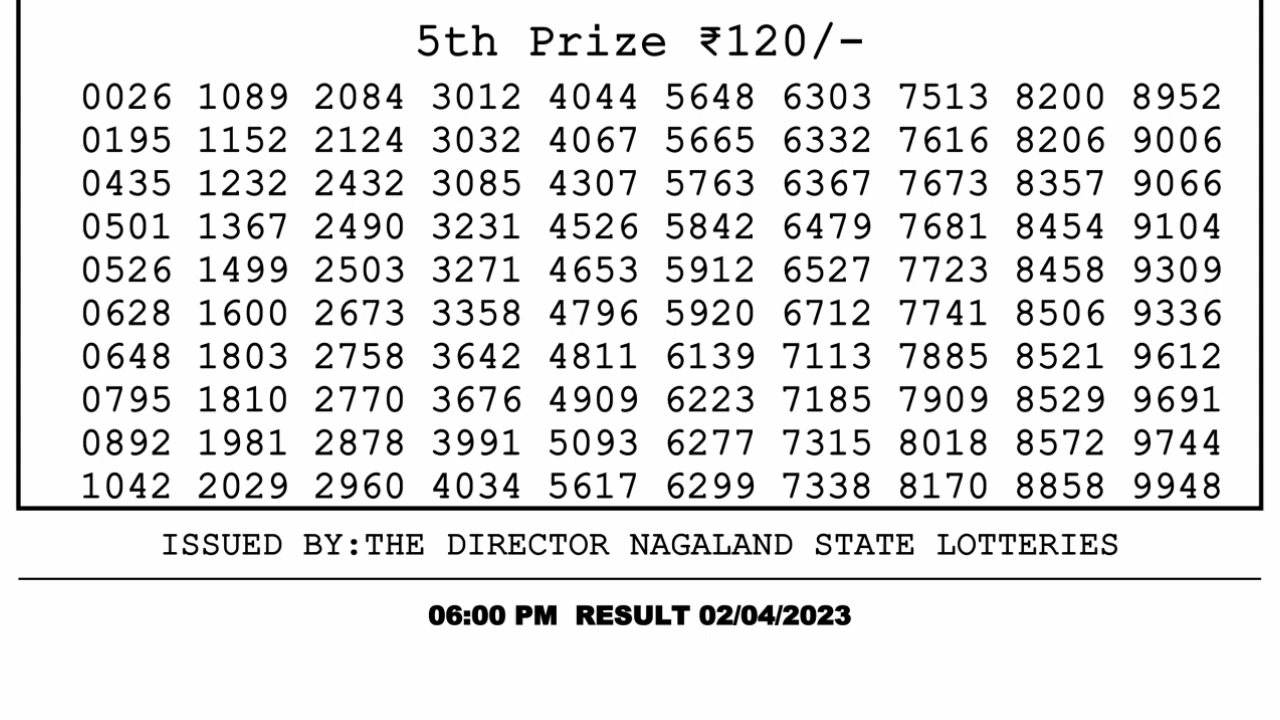 5th Prize ₹120/-
0026 1089 2084 3012 4044 5648 6303 7513 8200 8952
0195 1152 2124 3032 4067 5665 6332 7616 8206 9006
0435 1232 2432 3085 4307 5763 6367 7673 8357 9066
0501 1367 2490 3231 4526 5842 6479 7681 8454 9104
0526 1499 2503 3271 4653 5912 6527 7723 8458 9309
0628 1600 2673 3358 4796 5920 6712 7741 8506 9336
0648 1803 2758 3642 4811 6139 7113 7885 8521 9612
0795 1810 2770 3676 4909 6223 7185 7909 8529 9691
0892 1981 2878 3991 5093 6277 7315 8018 8572 9744
1042 2029 2960 4034 5617 6299 7338 8170 8858 9948
ISSUED BY:THE DIRECTOR NAGALAND STATE LOTTERIES
06:00 PM RESULT 02/04/2023